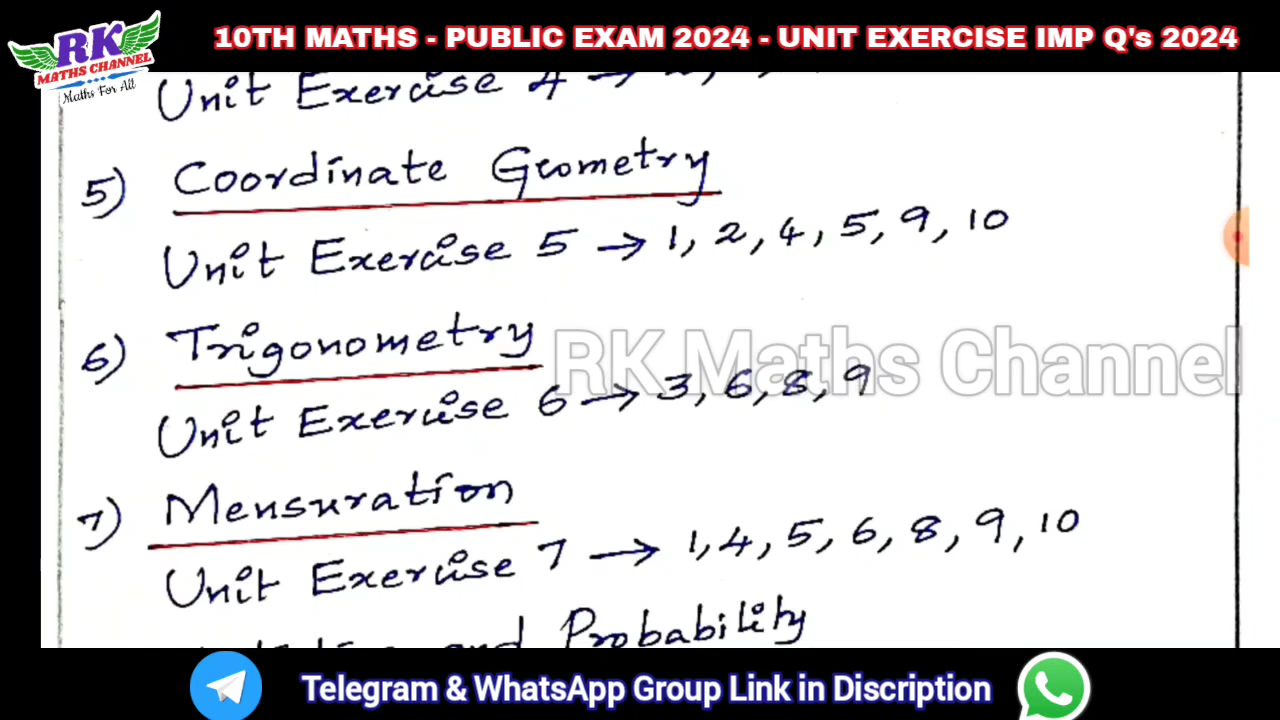 RK
MATHS CHANNEL
Maths For All
10TH MATHS - PUBLIC EXAM 2024 - UNIT EXERCISE IMP Q's 2024
Unit Exercise 4 →
5) Coordinate Geometry
Unit Exercise 5 → 1, 2, 4, 5, 9, 10
6) Trigonometry
RK Maths Channel
Unit Exercise 6 → 3, 6, 8, 9
7) Mensuration
Unit Exercise 7 → 1, 4, 5, 6, 8, 9, 10
and Probability
Telegram & WhatsApp Group Link in Discription